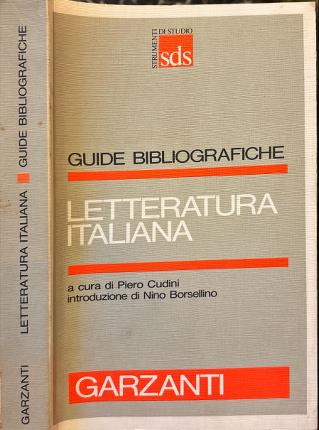 GARZANTI LETTERATURA ITALIANA GUIDE BIBLIOGRAFICHE
STRUMENTI DI STUDIO
sds
GUIDE BIBLIOGRAFICHE
LETTERATURA
ITALIANA
a cura di Piero Cudini
introduzione di Nino Borsellino
GARZANTI